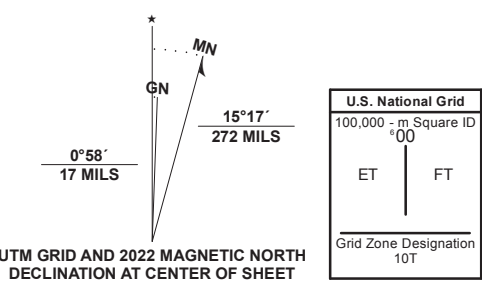 ★
MN
GN
15°17´
272 MILS
0°58´
17 MILS
UTM GRID AND 2022 MAGNETIC NORTH
DECLINATION AT CENTER OF SHEET
U.S. National Grid
100,000 - m Square ID
⁶00
ET FT
Grid Zone Designation
10T